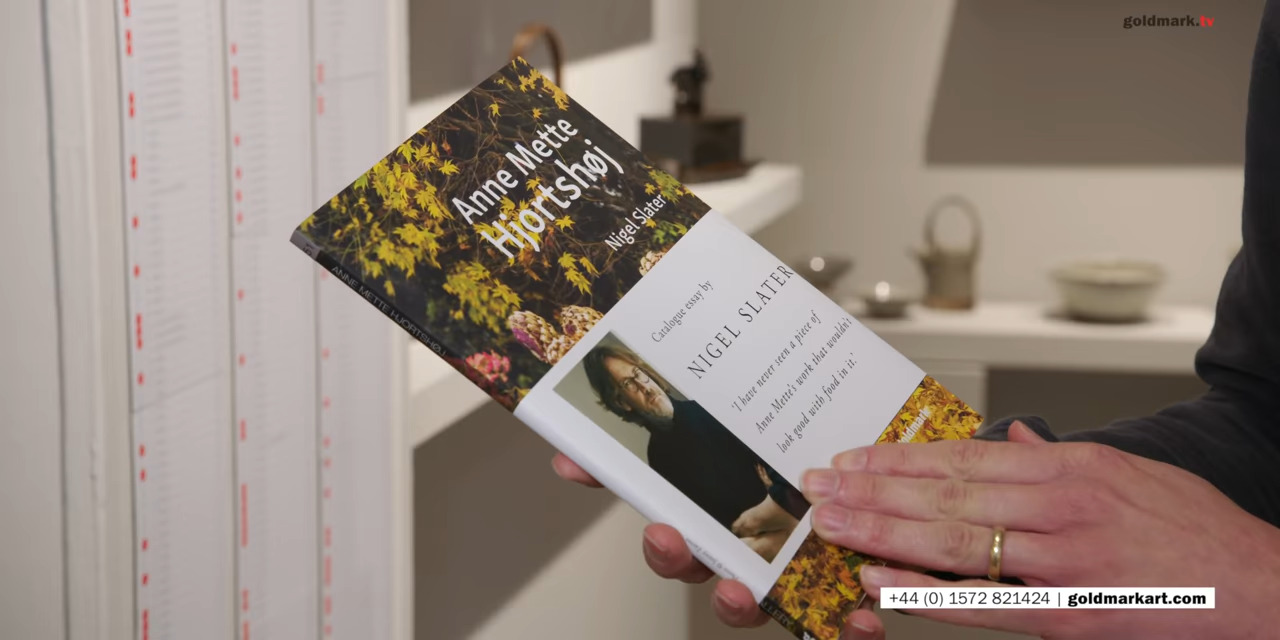 goldmark.tv
Anne Mette
Hjortshøj
Nigel Slater
ANNE METTE HJORTSHØJ
Catalogue essay by
NIGEL SLATER
'I have never seen a piece of
Anne Mette's work that wouldn't
look good with food in it.'
goldmark
+44 (0) 1572 821424 | goldmarkart.com